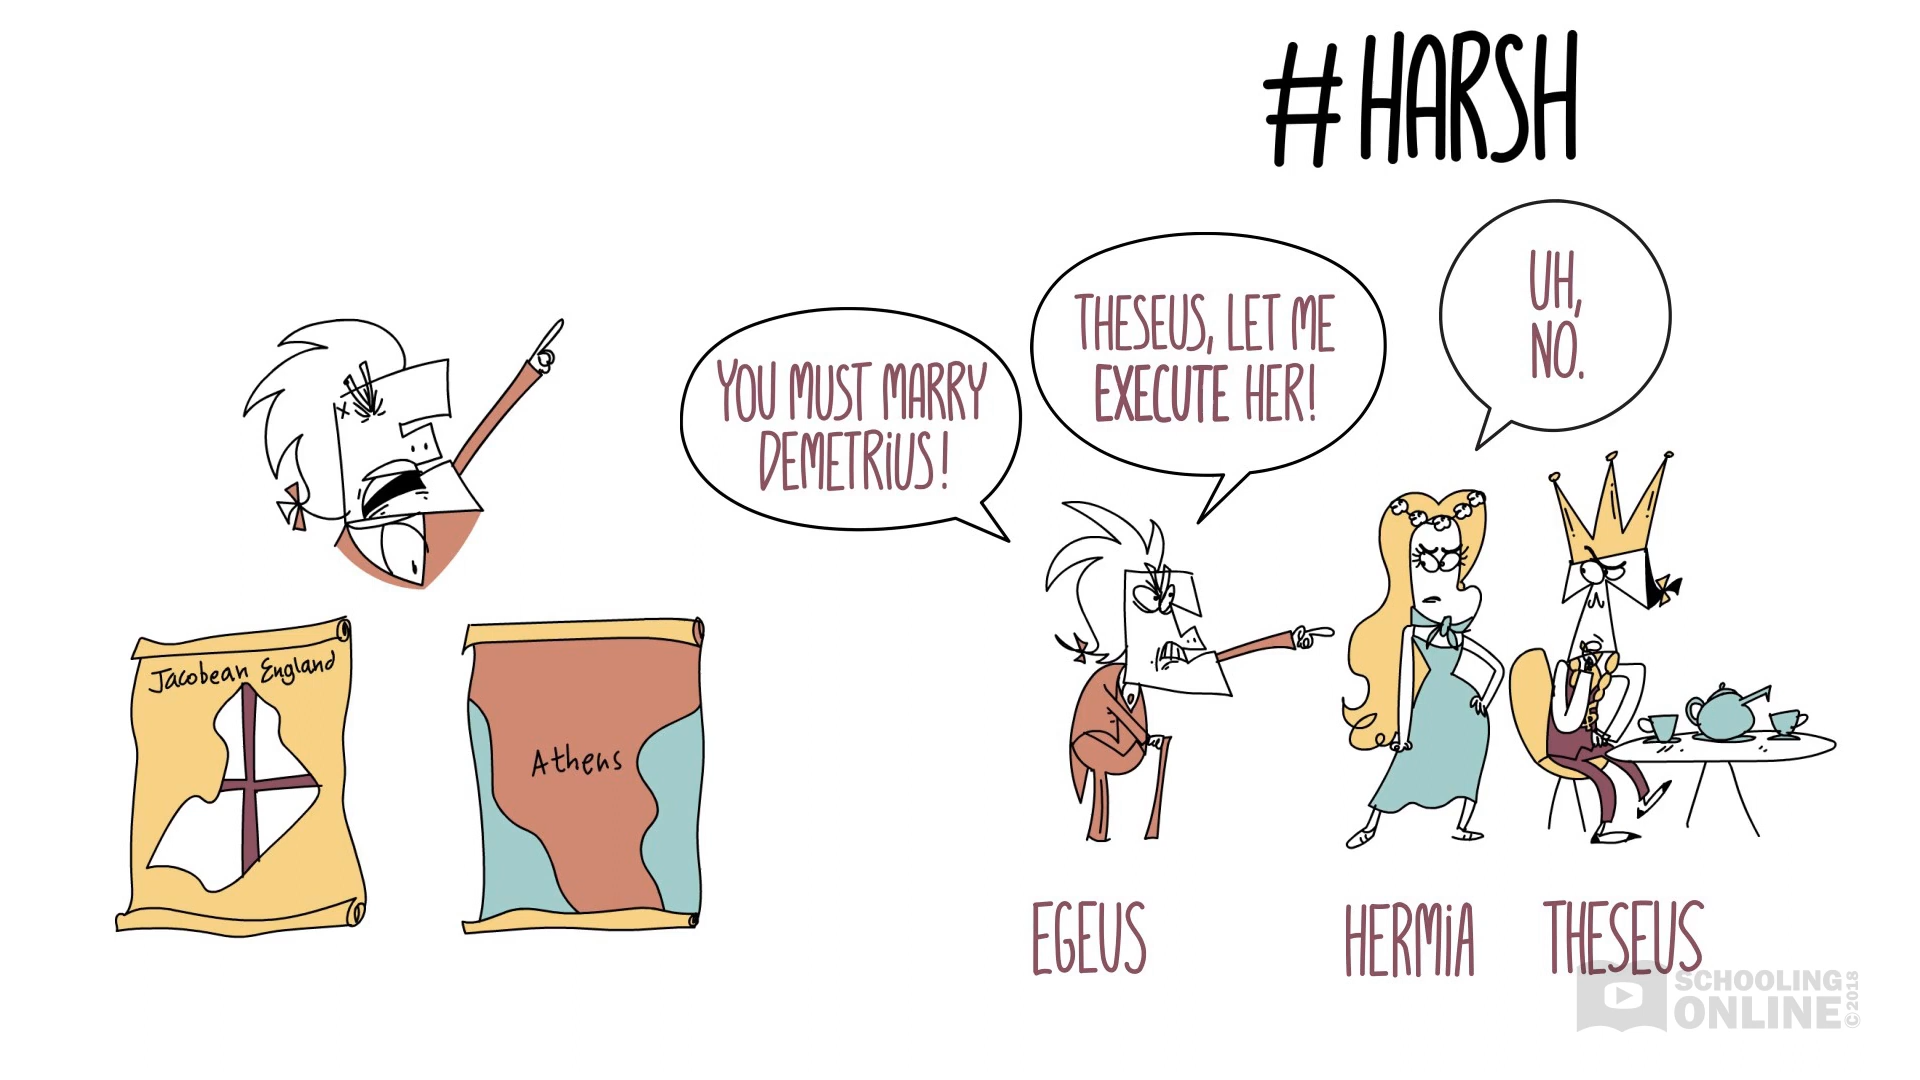 #HARSH
YOU MUST MARRY
DEMETRiUS!
THESEUS, LET ME
EXECUTE HER!
UH,
NO.
Jacobean England
Athens
EGEUS
HERMiA
THESEUS
SCHOOLING
ONLINE
©2018